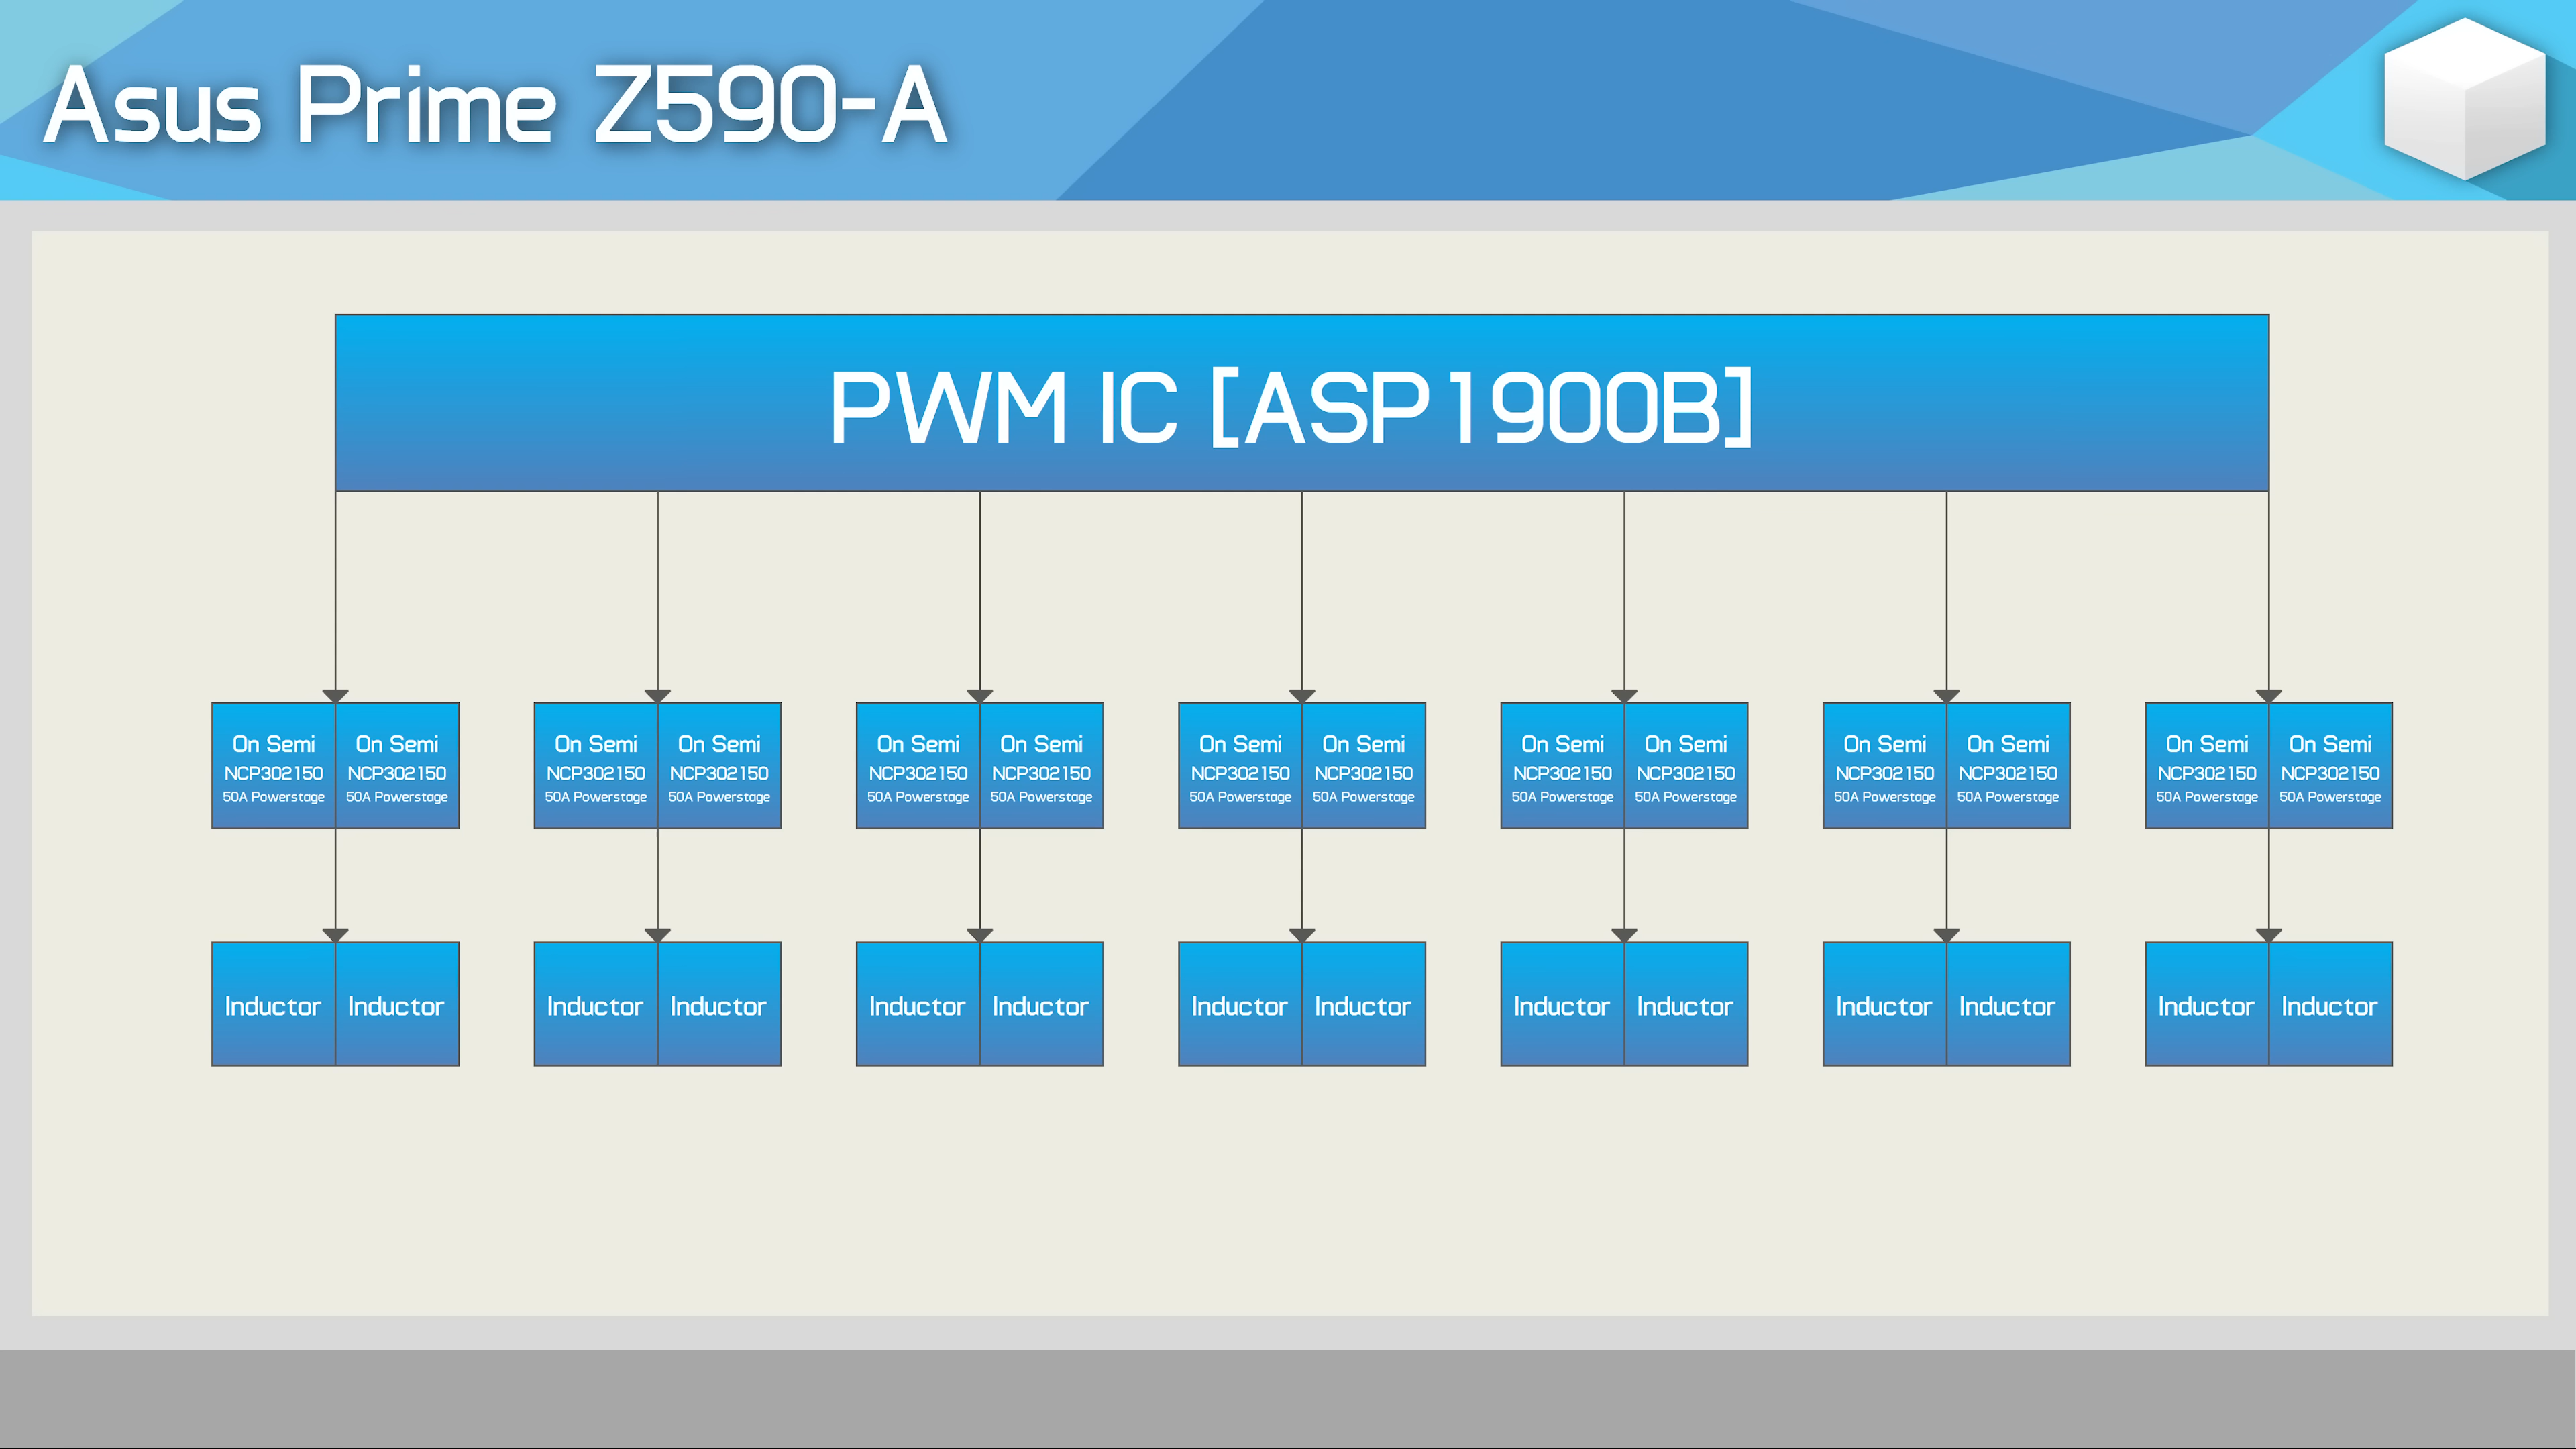 Asus Prime Z590-A
PWM IC [ASP1900B]
On Semi On Semi On Semi On Semi On Semi On Semi On Semi On Semi On Semi On Semi On Semi On Semi On Semi On Semi
NCP302150 NCP302150 NCP302150 NCP302150 NCP302150 NCP302150 NCP302150 NCP302150 NCP302150 NCP302150 NCP302150 NCP302150 NCP302150 NCP302150
50A Powerstage 50A Powerstage 50A Powerstage 50A Powerstage 50A Powerstage 50A Powerstage 50A Powerstage 50A Powerstage 50A Powerstage 50A Powerstage 50A Powerstage 50A Powerstage 50A Powerstage 50A Powerstage
Inductor Inductor Inductor Inductor Inductor Inductor Inductor Inductor Inductor Inductor Inductor Inductor Inductor Inductor